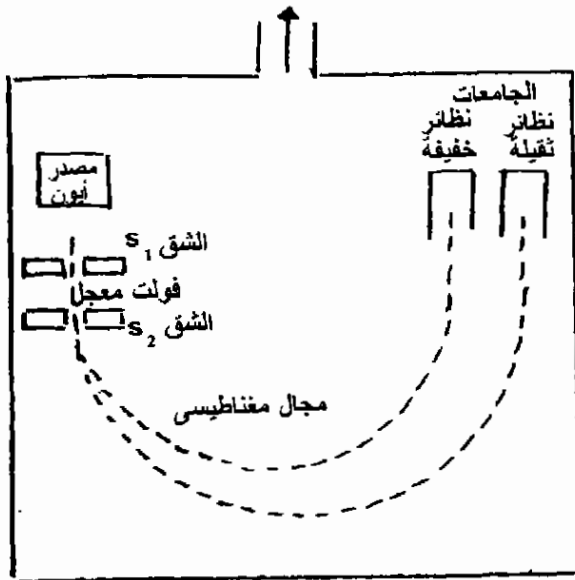 الجامعات
نظائر نظائر
خفيفة ثقيلة
مصدر
أيون
الشق S1
فولت معجل
الشق S2
مجال مغناطيسى